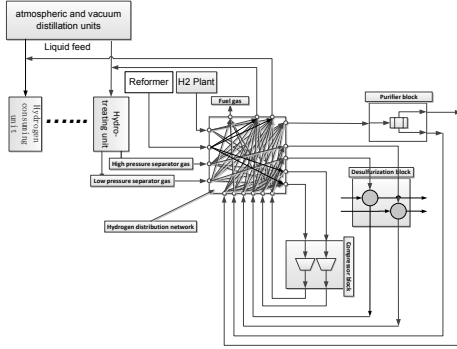 atmospheric and vacuum
distillation units
Liquid feed
Reformer
H2 Plant
Fuel gas
Purifier block
Hydrogen
consuming
unit
Hydro-
treating unit
High pressure separator gas
Low pressure separator gas
Desulfurization block
Hydrogen distribution network
Compressor block